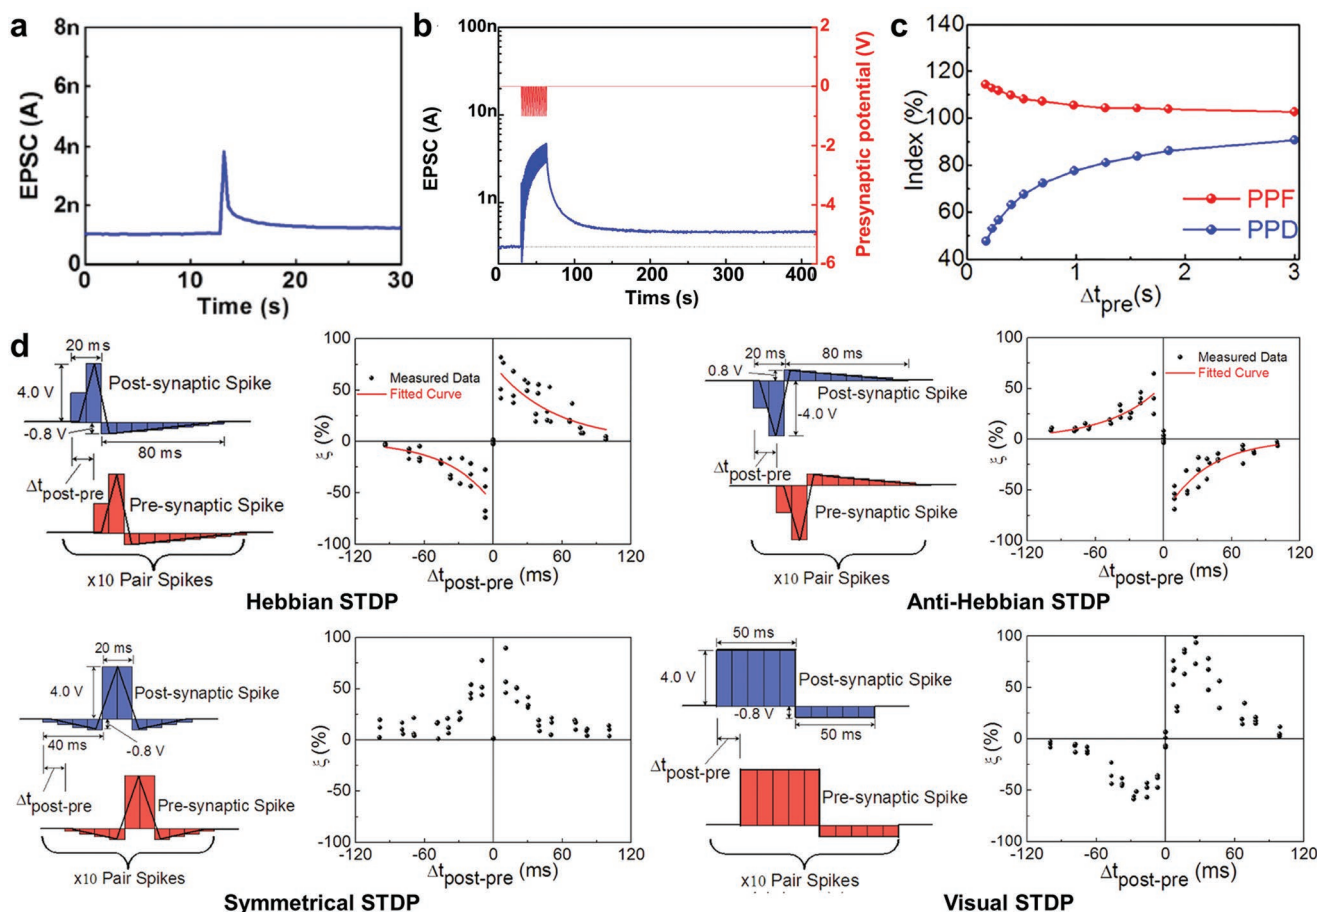 a
8n
6n
4n
2n
0
EPSC (A)
0
10
20
30
Time (s)
b
100n
10n
1n
EPSC (A)
2
0
-2
-4
-6
Presynaptic potential (V)
0
100
200
300
400
Tims (s)
c
140
120
100
80
60
40
Index (%)
PPF
PPD
0
1
2
3
Δtpre(s)
d
20 ms
4.0 V
Post-synaptic Spike
-0.8 V
80 ms
Δtpost-pre
Pre-synaptic Spike
x10 Pair Spikes
100
50
0
-50
-100
ξ (%)
Measured Data
Fitted Curve
-120
-60
0
60
120
Δtpost-pre (ms)
Hebbian STDP
20 ms
80 ms
0.8 V
Post-synaptic Spike
-4.0 V
Δtpost-pre
Pre-synaptic Spike
x10 Pair Spikes
100
50
0
-50
-100
ξ (%)
Measured Data
Fitted Curve
-120
-60
0
60
120
Δtpost-pre (ms)
Anti-Hebbian STDP
20 ms
4.0 V
Post-synaptic Spike
-0.8 V
40 ms
Δtpost-pre
Pre-synaptic Spike
x10 Pair Spikes
100
50
0
-50
-100
ξ (%)
-120
-60
0
60
120
Δtpost-pre (ms)
Symmetrical STDP
50 ms
4.0 V
Post-synaptic Spike
-0.8 V
50 ms
Δtpost-pre
Pre-synaptic Spike
x10 Pair Spikes
100
50
0
-50
-100
ξ (%)
-120
-60
0
60
120
Δtpost-pre (ms)
Visual STDP